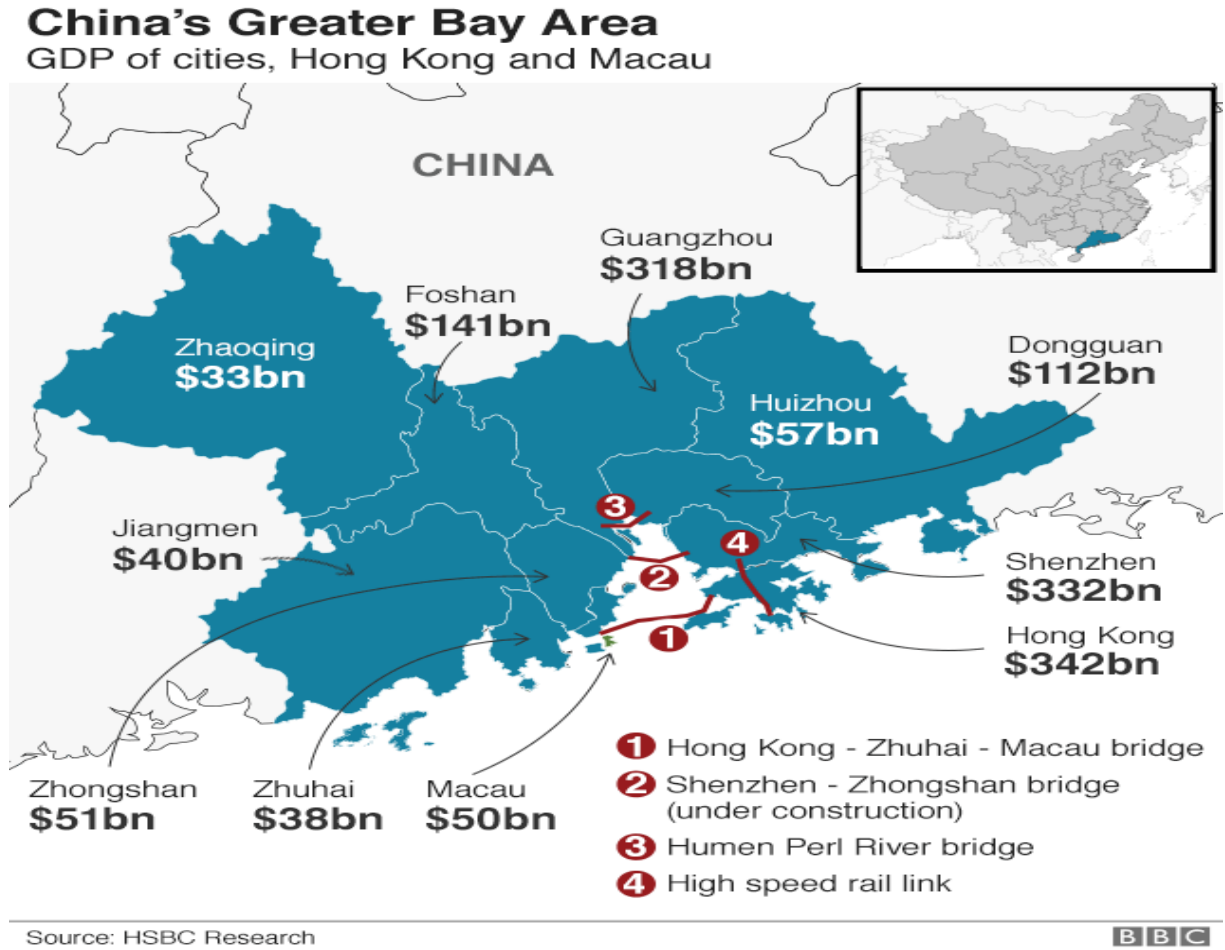 China's Greater Bay Area
GDP of cities, Hong Kong and Macau
CHINA
Guangzhou
$318bn
Foshan
$141bn
Zhaoqing
$33bn
Dongguan
$112bn
Huizhou
$57bn
3
4
Jiangmen
$40bn
2
Shenzhen
$332bn
1
Hong Kong
$342bn
Zhongshan
$51bn
Zhuhai
$38bn
Macau
$50bn
1 Hong Kong - Zhuhai - Macau bridge
2 Shenzhen - Zhongshan bridge
(under construction)
3 Humen Perl River bridge
4 High speed rail link
Source: HSBC Research
BBC